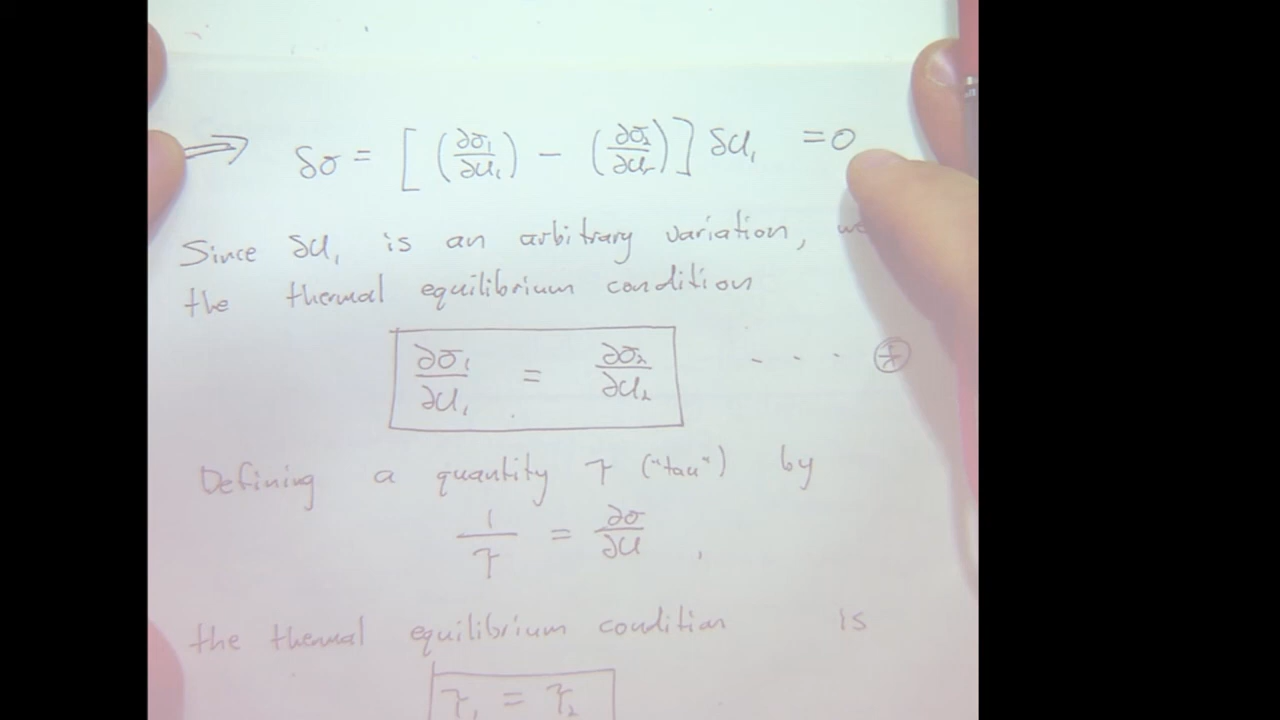 ⇒ δσ = [ (∂σ₁/∂U₁) − (∂σ₂/∂U₂) ] δU₁ = 0
Since δU₁ is an arbitrary variation,
the thermal equilibrium condition
∂σ₁/∂U₁ = ∂σ₂/∂U₂ . . . ⊛
Defining a quantity τ ("tau") by
1/τ = ∂σ/∂U ,
the thermal equilibrium condition is
τ₁ = τ₂